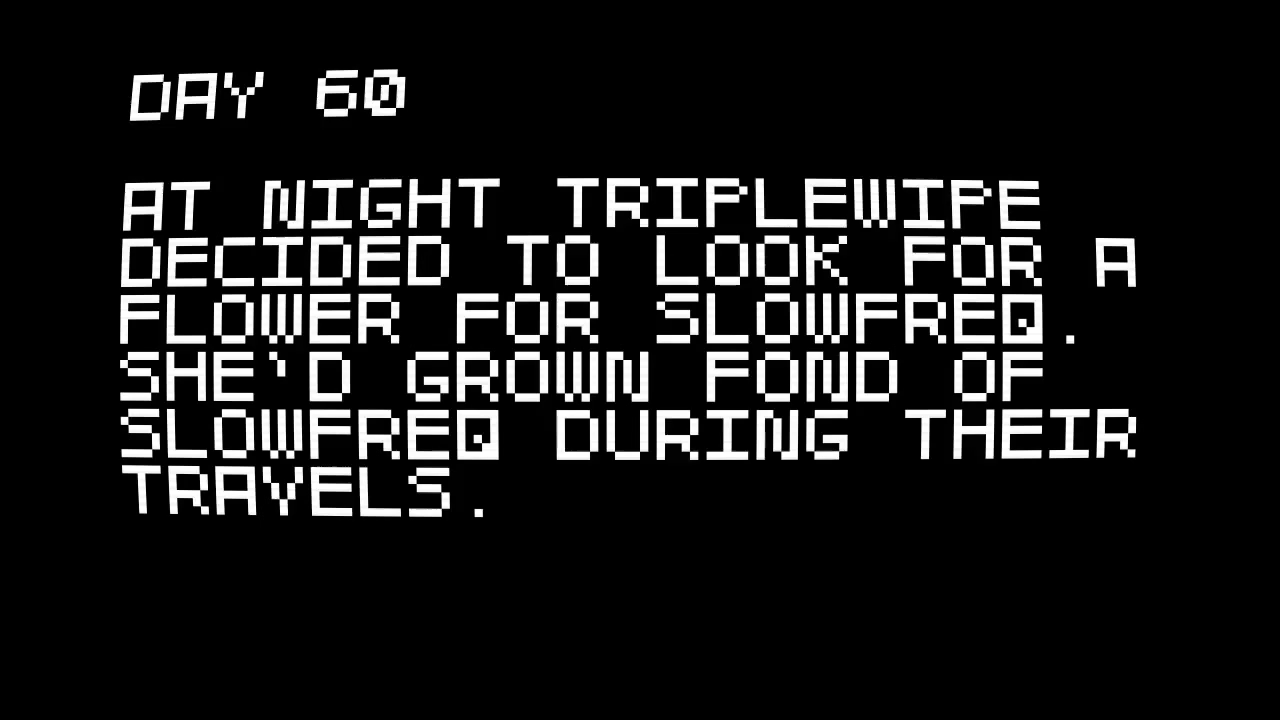 DAY 60
AT NIGHT TRIPLEWIPE
DECIDED TO LOOK FOR A
FLOWER FOR SLOWFREQ.
SHE'D GROWN FOND OF
SLOWFREQ DURING THEIR
TRAVELS.